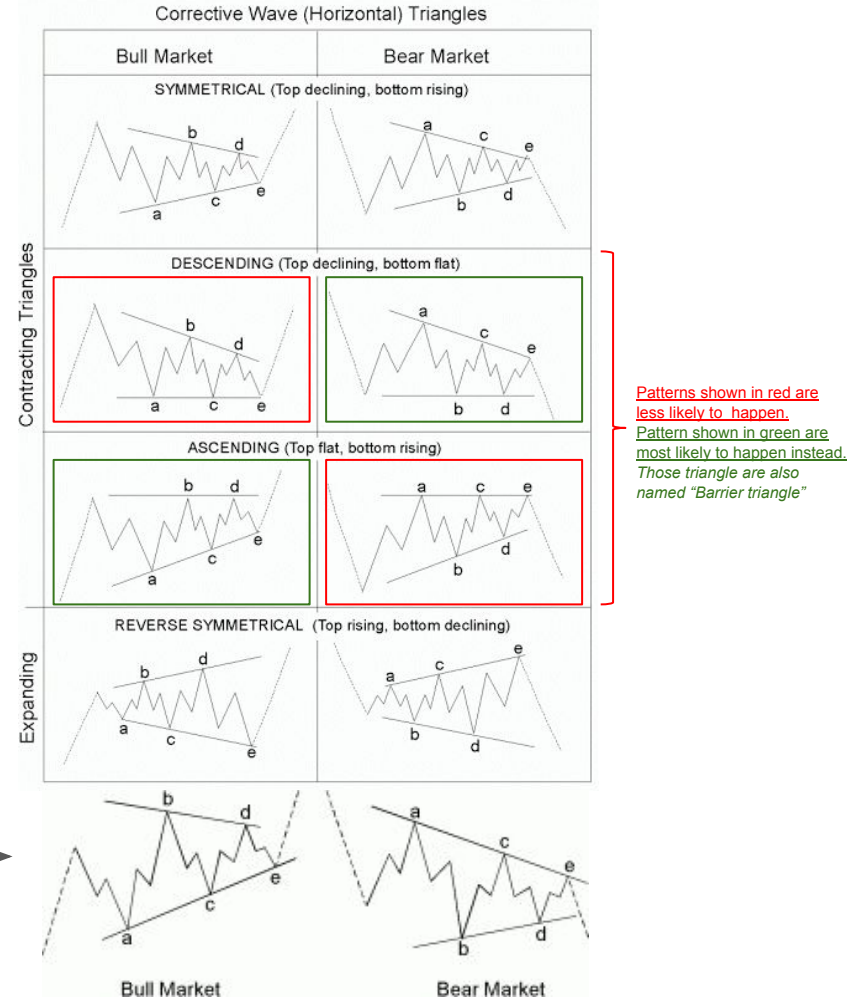 Corrective Wave (Horizontal) Triangles
Bull Market
Bear Market
SYMMETRICAL (Top declining, bottom rising)
b
d
a
c
e
a
c
e
b
d
Contracting Triangles
DESCENDING (Top declining, bottom flat)
b
d
a
c
e
a
c
e
b
d
Patterns shown in red are
less likely to happen.
Pattern shown in green are
most likely to happen instead.
Those triangle are also
named “Barrier triangle”
ASCENDING (Top flat, bottom rising)
b
d
a
c
e
a
c
e
b
d
Expanding
REVERSE SYMMETRICAL (Top rising, bottom declining)
b
d
a
c
e
a
c
e
b
d
b
d
a
c
e
a
c
e
b
d
Bull Market
Bear Market